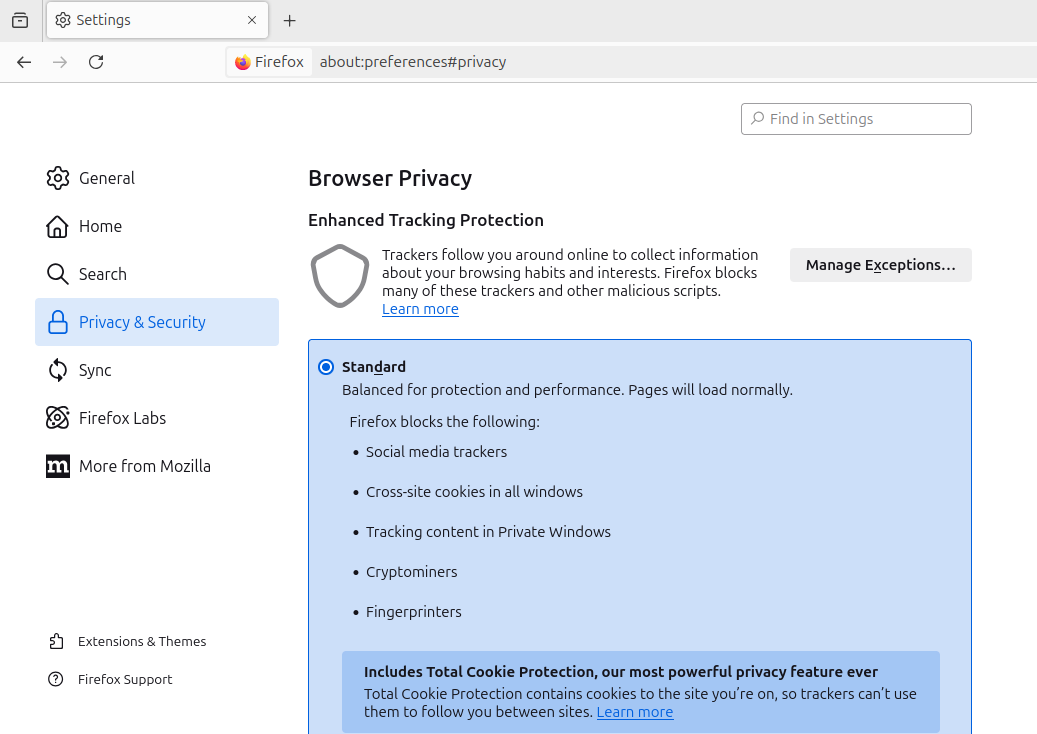 Settings
Firefox
about:preferences#privacy
Find in Settings
General
Home
Search
Privacy & Security
Sync
Firefox Labs
More from Mozilla
Extensions & Themes
Firefox Support
Browser Privacy
Enhanced Tracking Protection
Trackers follow you around online to collect information
about your browsing habits and interests. Firefox blocks
many of these trackers and other malicious scripts.
Learn more
Manage Exceptions…
Standard
Balanced for protection and performance. Pages will load normally.
Firefox blocks the following:
• Social media trackers
• Cross-site cookies in all windows
• Tracking content in Private Windows
• Cryptominers
• Fingerprinters
Includes Total Cookie Protection, our most powerful privacy feature ever
Total Cookie Protection contains cookies to the site you’re on, so trackers can’t use
them to follow you between sites. Learn more